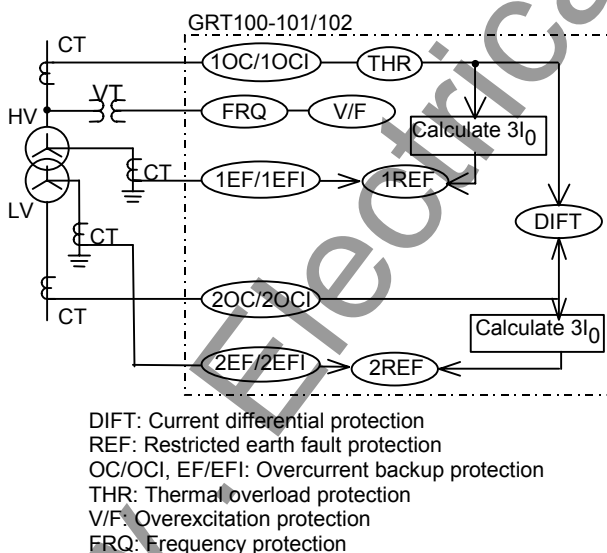 GRT100-101/102
CT
1OC/1OCI
THR
VT
HV
FRQ
V/F
Calculate 3I0
CT
1EF/1EFI
1REF
LV
DIFT
CT
2OC/2OCI
CT
Calculate 3I0
2EF/2EFI
2REF
DIFT: Current differential protection
REF: Restricted earth fault protection
OC/OCI, EF/EFI: Overcurrent backup protection
THR: Thermal overload protection
V/F: Overexcitation protection
FRQ: Frequency protection